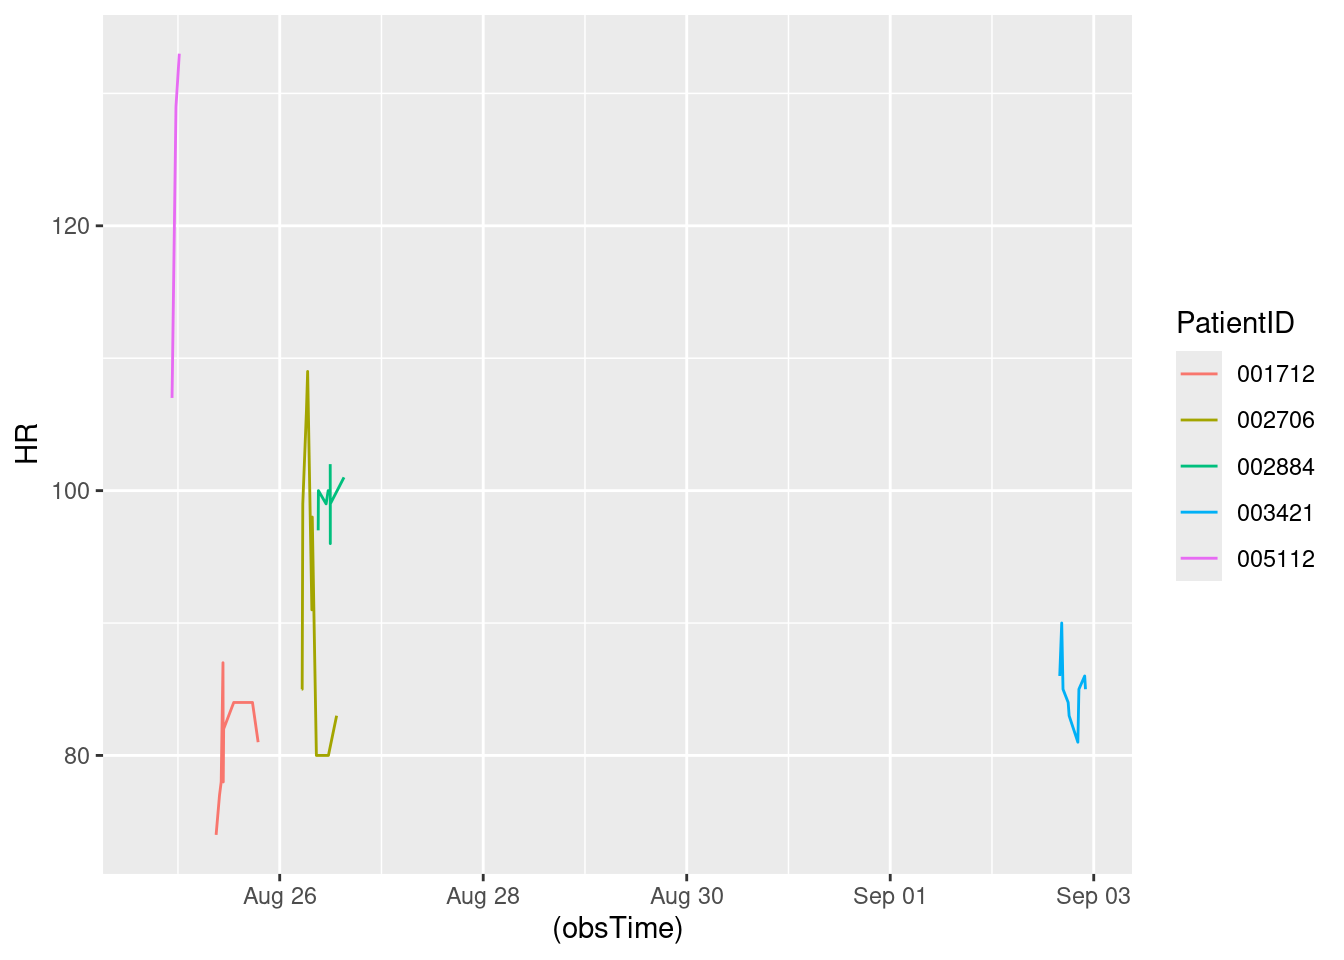 HR
120
100
80
Aug 26
Aug 28
Aug 30
Sep 01
Sep 03
(obsTime)
PatientID
001712
002706
002884
003421
005112